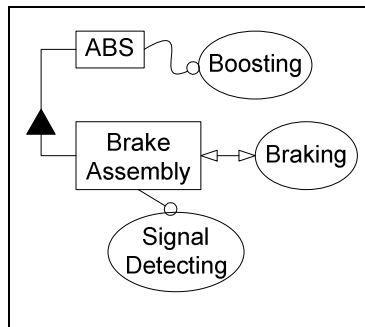 ABS
Boosting
Brake
Assembly
Braking
Signal
Detecting